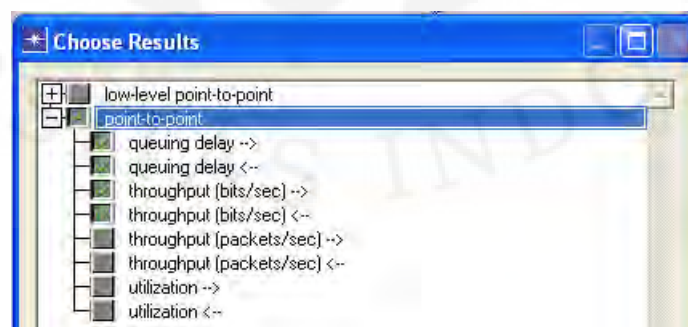 Choose Results
low-level point-to-point
point-to-point
queuing delay -->
queuing delay <--
throughput (bits/sec) -->
throughput (bits/sec) <--
throughput (packets/sec) -->
throughput (packets/sec) <--
utilization -->
utilization <--